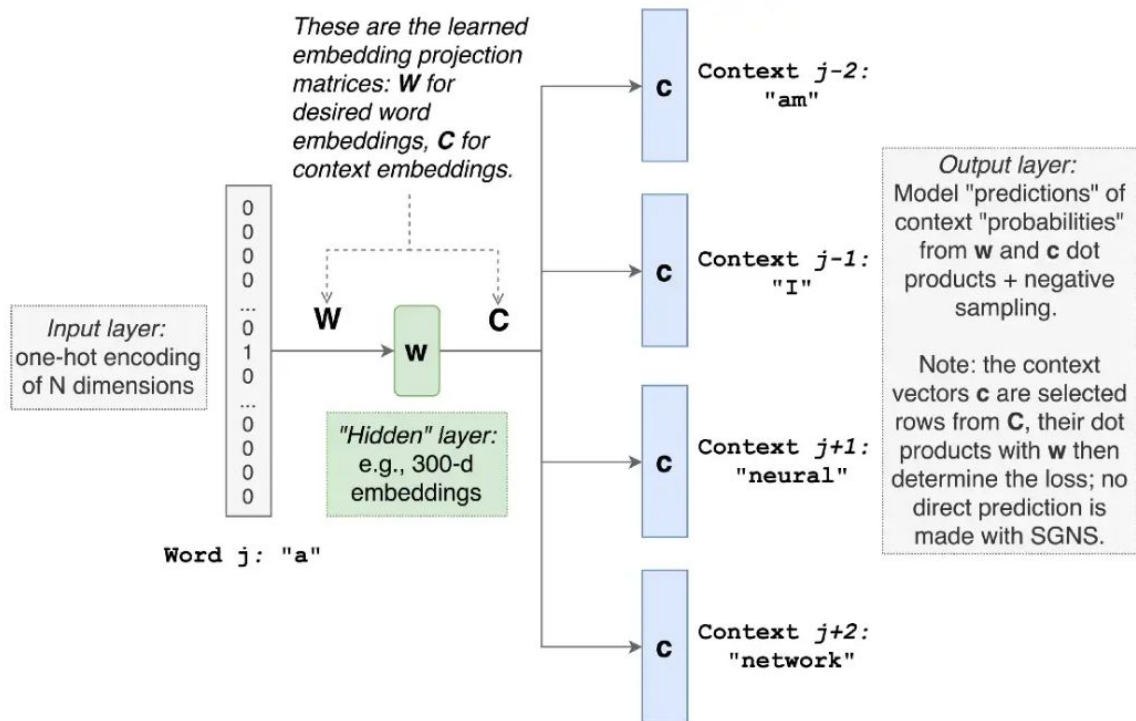 These are the learned
embedding projection
matrices: W for
desired word
embeddings, C for
context embeddings.
0
0
0
0
...
0
1
0
...
0
0
0
0
Input layer:
one-hot encoding
of N dimensions
Word j: "a"
W
w
C
"Hidden" layer:
e.g., 300-d
embeddings
c
Context j-2:
"am"
c
Context j-1:
"I"
c
Context j+1:
"neural"
c
Context j+2:
"network"
Output layer:
Model "predictions" of
context "probabilities"
from w and c dot
products + negative
sampling.
Note: the context
vectors c are selected
rows from C, their dot
products with w then
determine the loss; no
direct prediction is
made with SGNS.